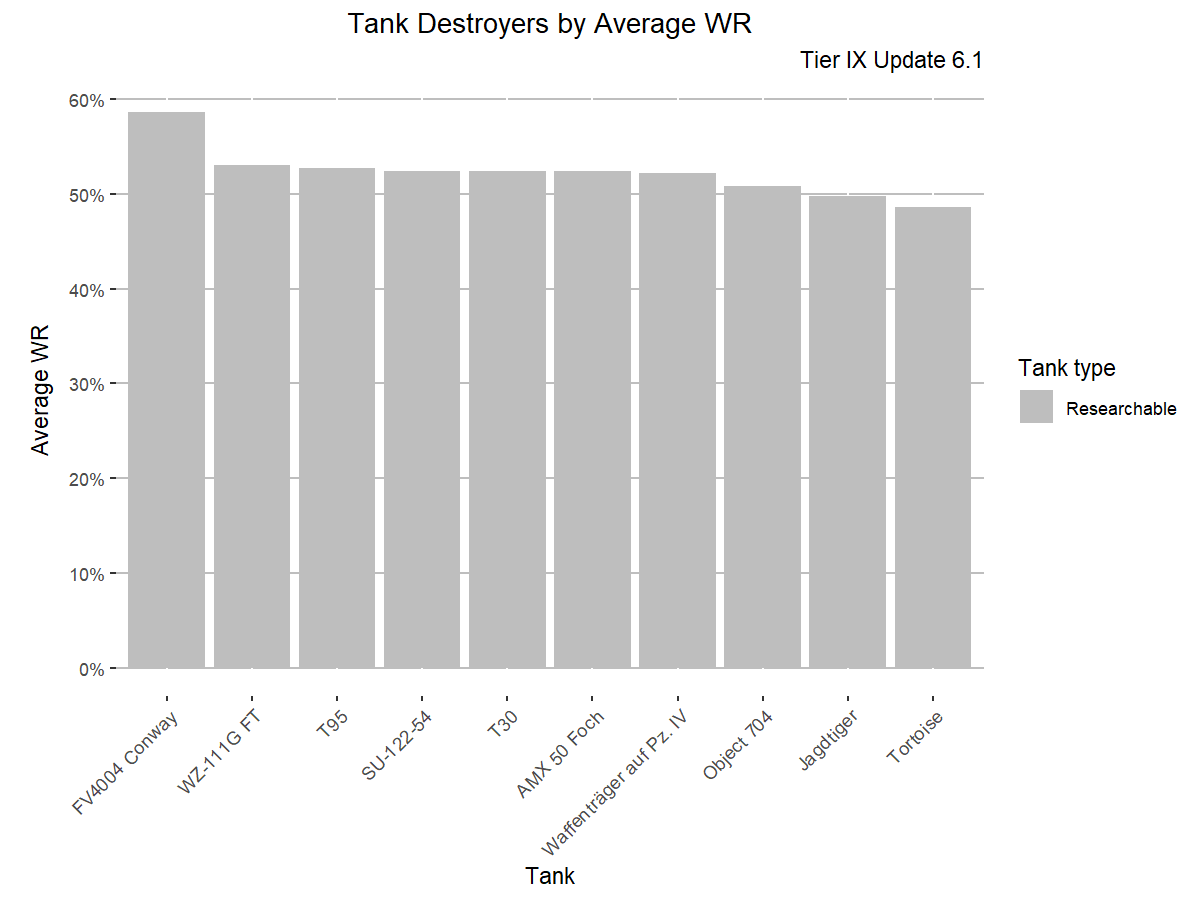 Tank Destroyers by Average WR
Tier IX Update 6.1
Average WR
60%
50%
40%
30%
20%
10%
0%
FV4004 Conway
WZ-111G FT
T95
SU-122-54
T30
AMX 50 Foch
Waffenträger auf Pz. IV
Object 704
Jagdtiger
Tortoise
Tank
Tank type
Researchable